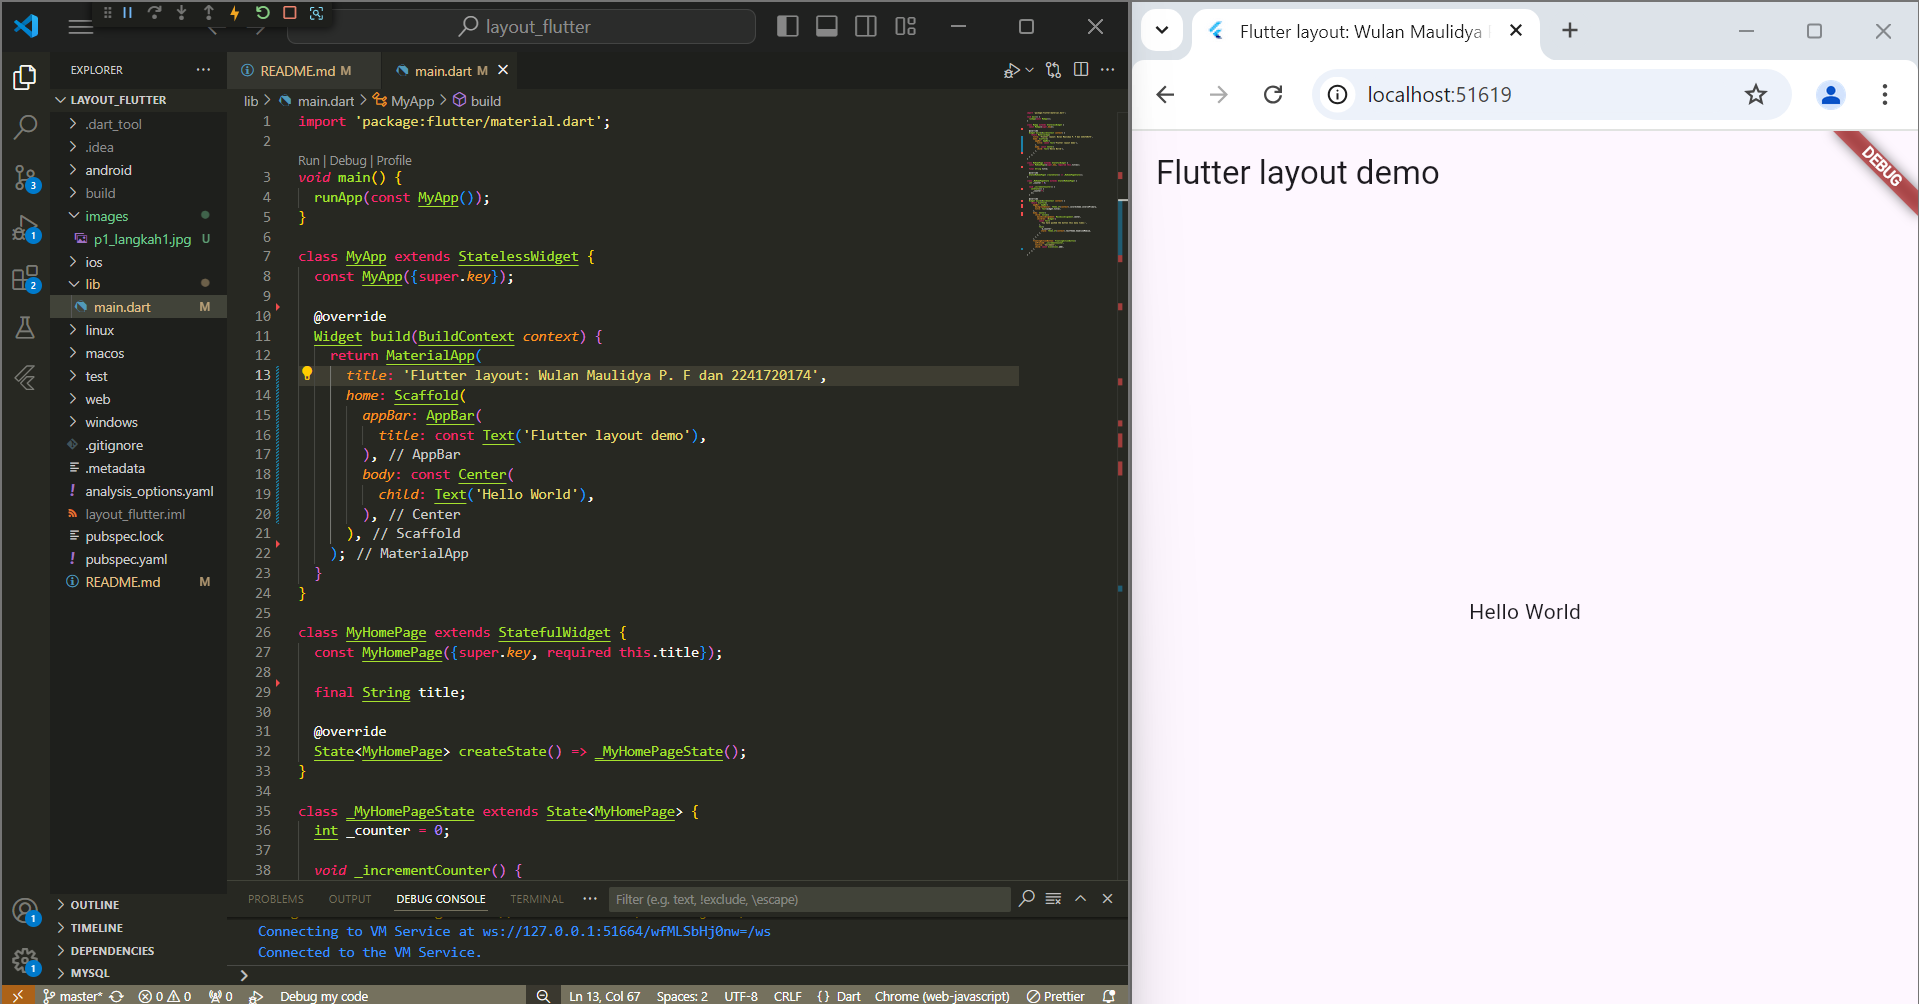 layout_flutter
EXPLORER
LAYOUT_FLUTTER
.dart_tool
.idea
android
build
images
p1_langkah1.jpg U
ios
lib
main.dart M
linux
macos
test
web
windows
.gitignore
.metadata
analysis_options.yaml
layout_flutter.iml
pubspec.lock
pubspec.yaml
README.md M
OUTLINE
TIMELINE
DEPENDENCIES
MYSQL
3
1
2
1
1
README.md M main.dart M
lib > main.dart > MyApp > build
1 import 'package:flutter/material.dart';
2
Run | Debug | Profile
3 void main() {
4 runApp(const MyApp());
5 }
6
7 class MyApp extends StatelessWidget {
8 const MyApp({super.key});
9
10 @override
11 Widget build(BuildContext context) {
12 return MaterialApp(
13 title: 'Flutter layout: Wulan Maulidya P. F dan 2241720174',
14 home: Scaffold(
15 appBar: AppBar(
16 title: const Text('Flutter layout demo'),
17 ), // AppBar
18 body: const Center(
19 child: Text('Hello World'),
20 ), // Center
21 ), // Scaffold
22 ); // MaterialApp
23 }
24 }
25
26 class MyHomePage extends StatefulWidget {
27 const MyHomePage({super.key, required this.title});
28
29 final String title;
30
31 @override
32 State<MyHomePage> createState() => _MyHomePageState();
33 }
34
35 class _MyHomePageState extends State<MyHomePage> {
36 int _counter = 0;
37
38 void _incrementCounter() {
PROBLEMS OUTPUT DEBUG CONSOLE TERMINAL Filter (e.g. text, !exclude, \escape)
Connecting to VM Service at ws://127.0.0.1:51664/wfMLSbHj0nw=/ws
Connected to the VM Service.
master* 0 0 0 Debug my code Ln 13, Col 67 Spaces: 2 UTF-8 CRLF {} Dart Chrome (web-javascript) Prettier
Flutter layout: Wulan Maulidya
localhost:51619
Flutter layout demo
DEBUG
Hello World